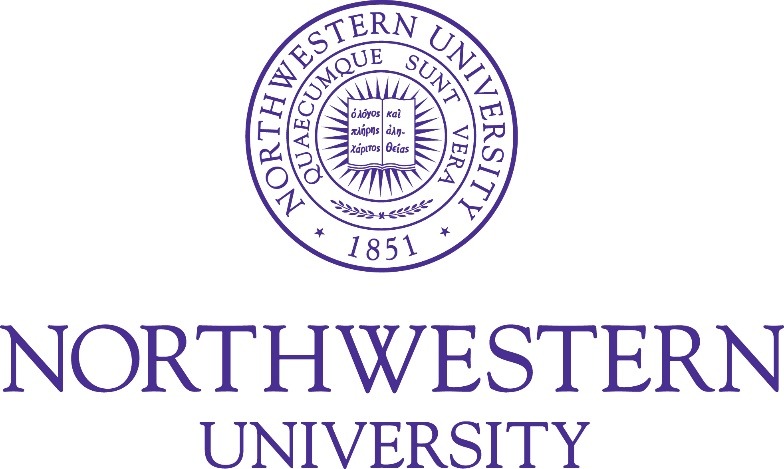 NORTHWESTERN UNIVERSITY
QUAECUMQUE SUNT VERA
ὁ λόγος
πλήρης
χάριτος
καὶ
ἀλη-
θείας
1851
NORTHWESTERN
UNIVERSITY